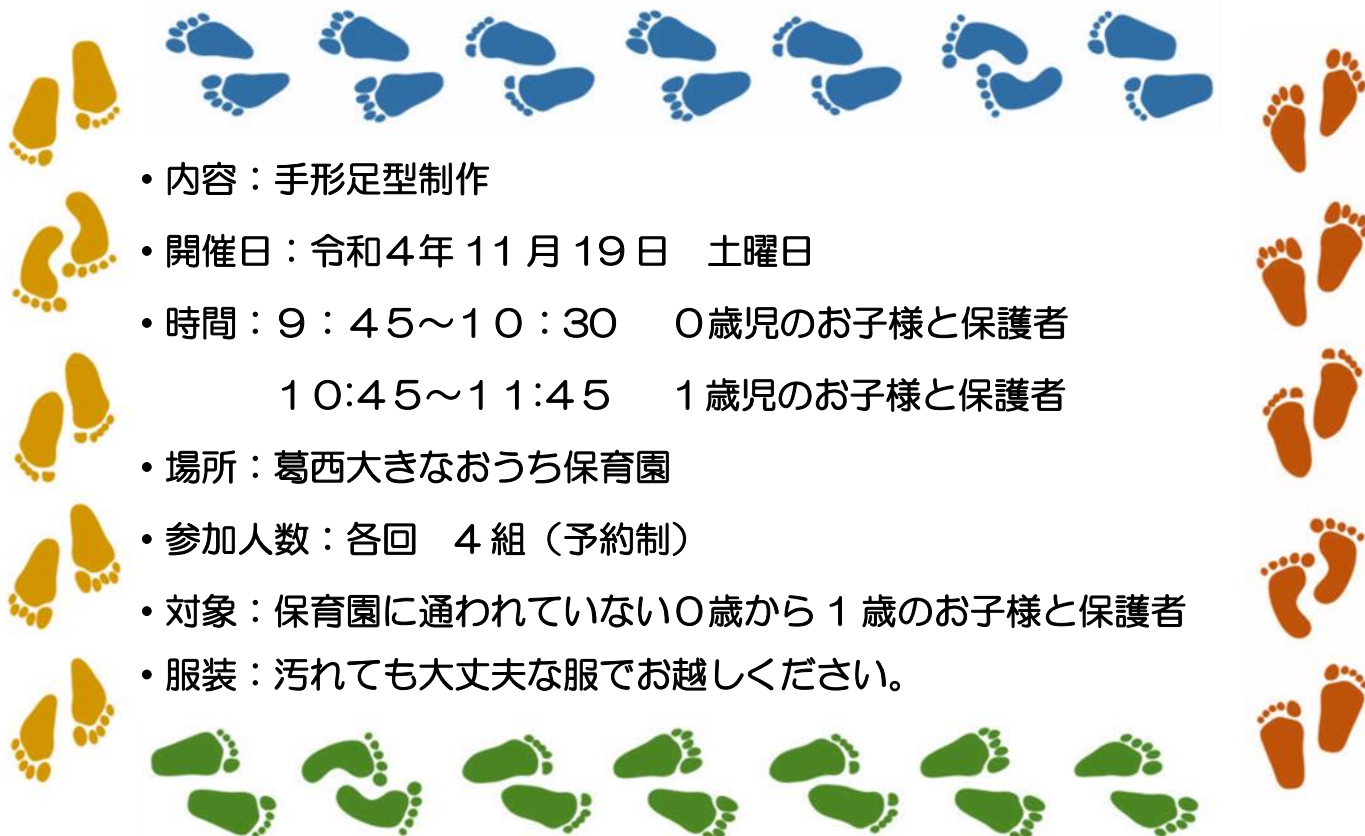 ・内容：手形足型制作
・開催日：令和４年 11 月 19 日　土曜日
・時間：９：４５～１０：30　０歳児のお子様と保護者
１０:４５～１１:４５　１歳児のお子様と保護者
・場所：葛西大きなおうち保育園
・参加人数：各回　４組（予約制）
・対象：保育園に通われていない０歳から 1 歳のお子様と保護者
・服装：汚れても大丈夫な服でお越しください。